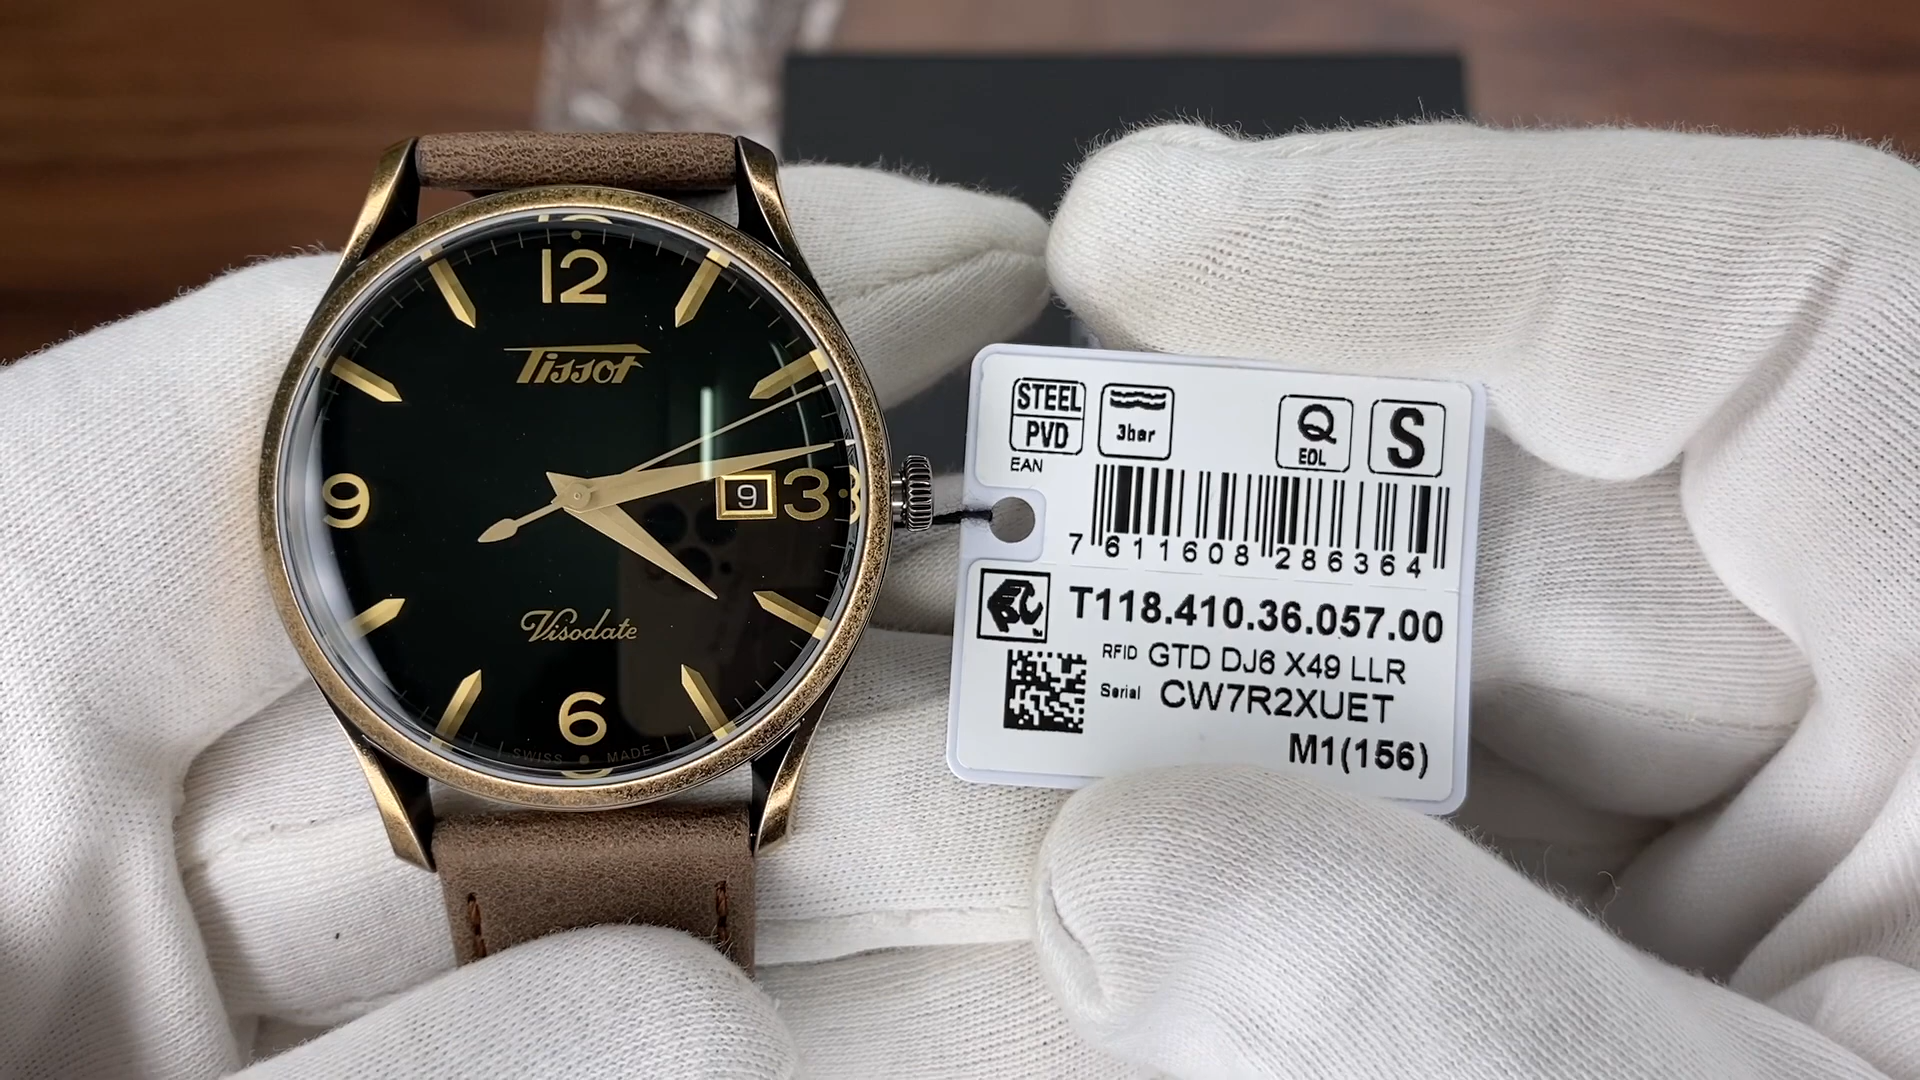 12
Tissot
9
9
3
Visodate
6
SWISS MADE
STEEL
PVD
3bar
Q
EOL
S
EAN
7 611608 286364
T118.410.36.057.00
RFID GTD DJ6 X49 LLR
Serial CW7R2XUET
M1(156)